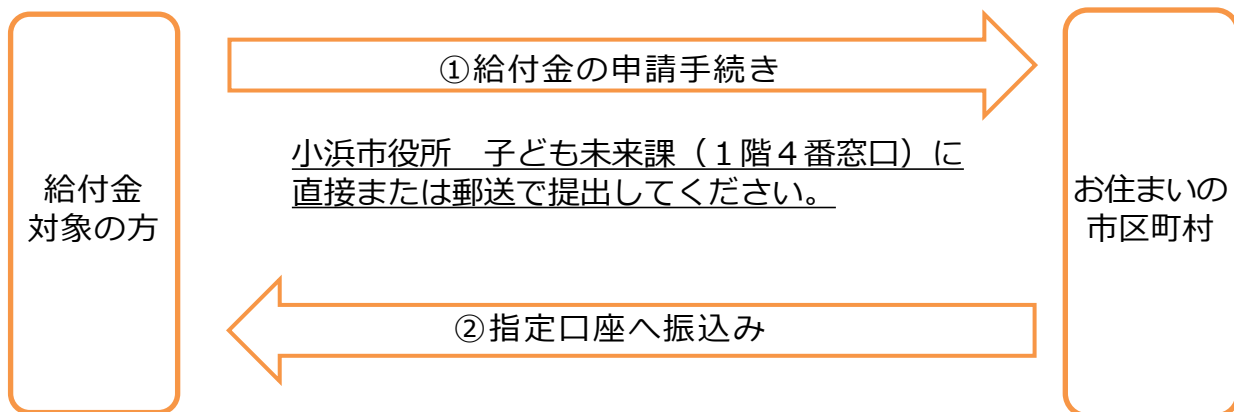 給付金
対象の方
①給付金の申請手続き
小浜市役所　子ども未来課（１階４番窓口）に
直接または郵送で提出してください。
②指定口座へ振込み
お住まいの
市区町村